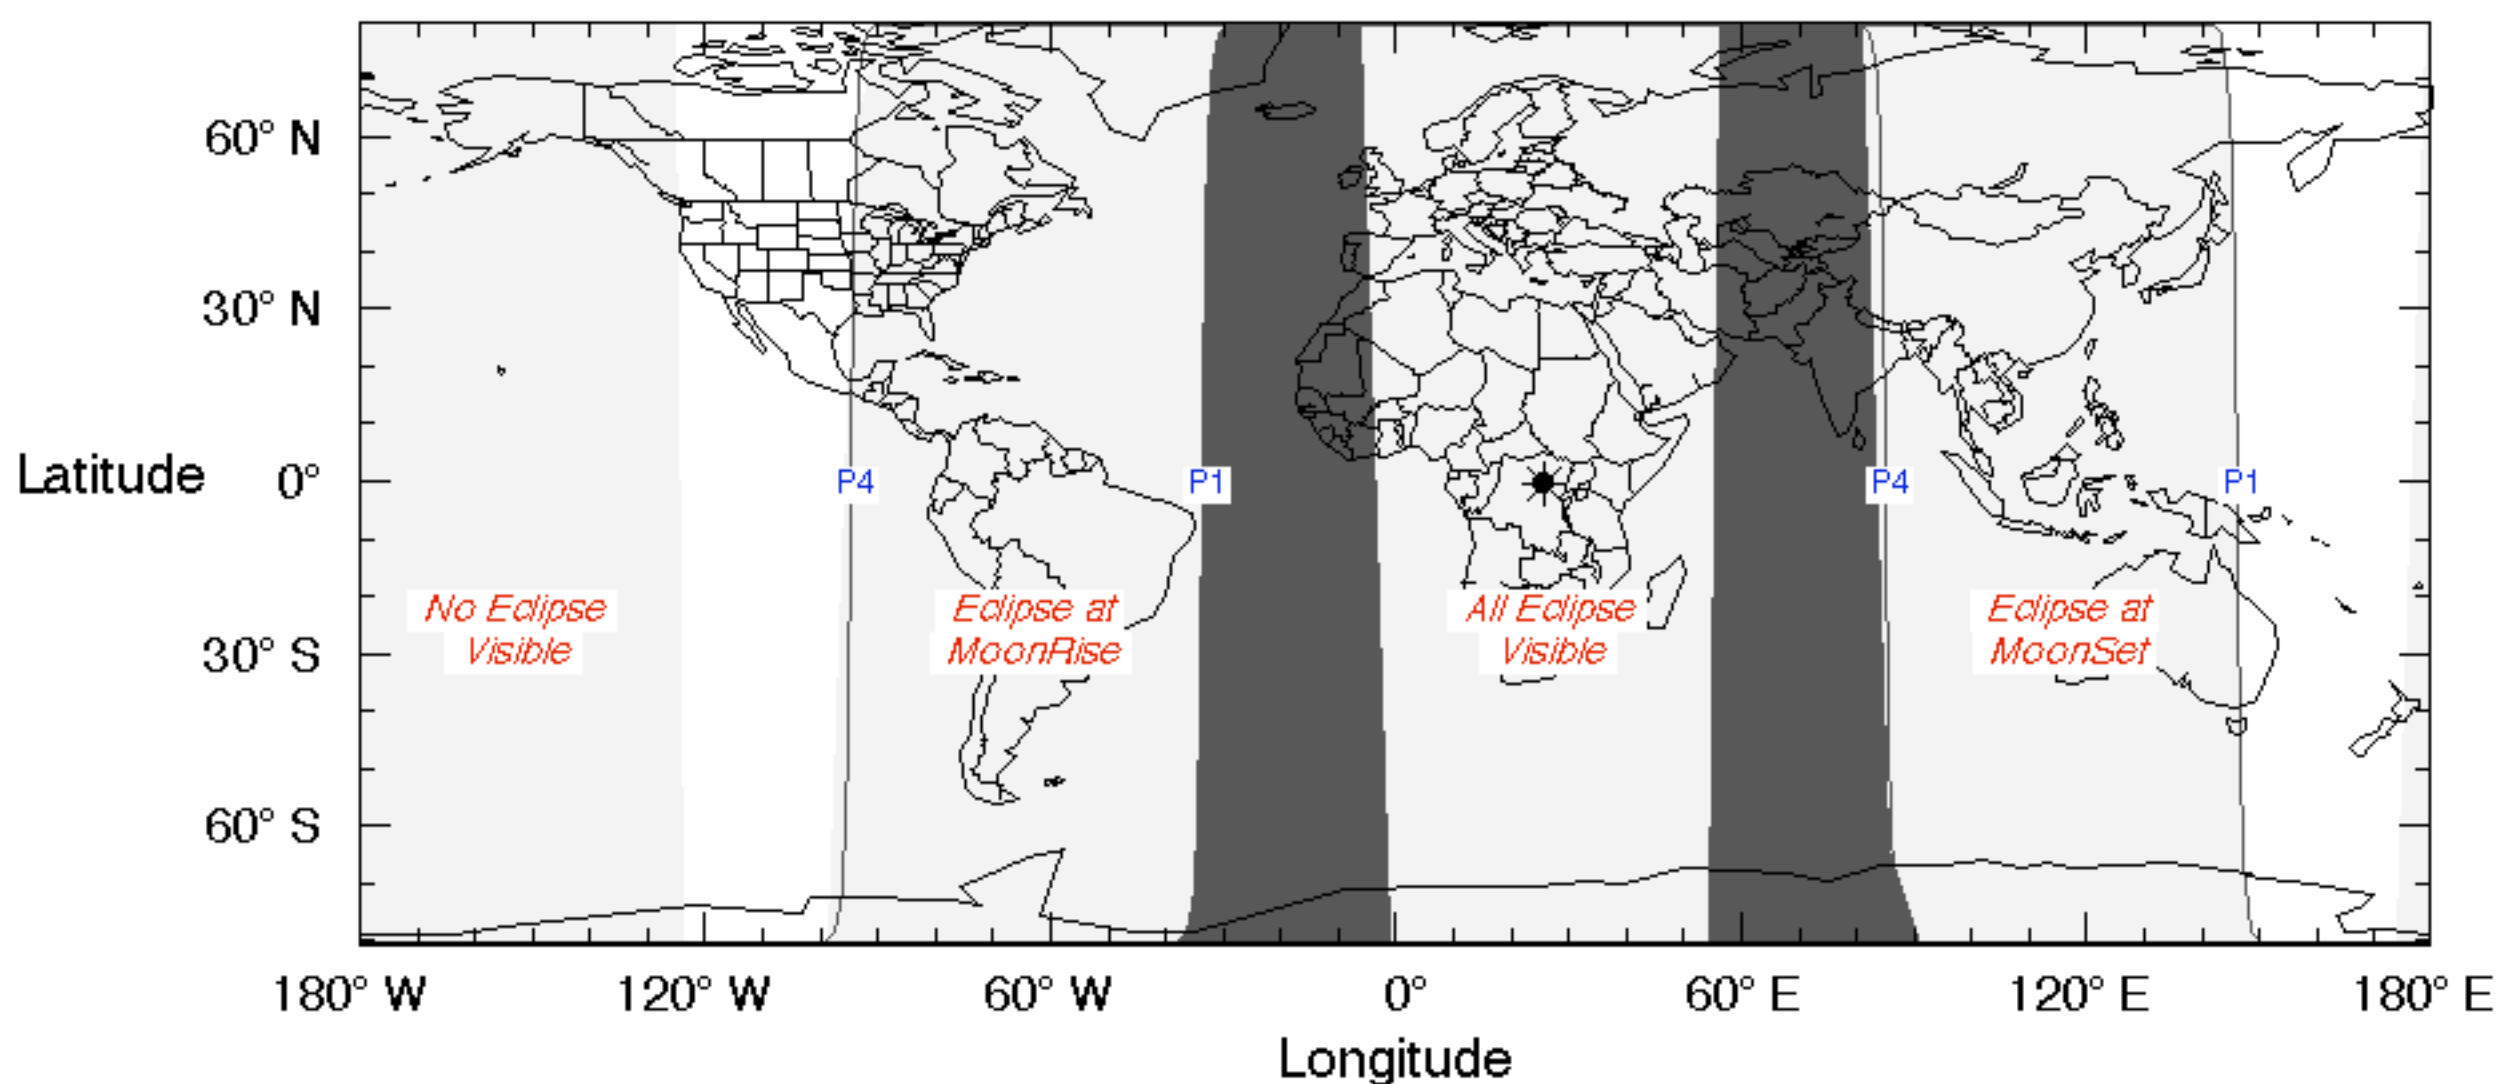 60° N
30° N
Latitude 0°
P4 P1 P4 P1
No Eclipse Eclipse at All Eclipse Eclipse at
Visible MoonRise Visible MoonSet
30° S
60° S
180° W 120° W 60° W 0° 60° E 120° E 180° E
Longitude